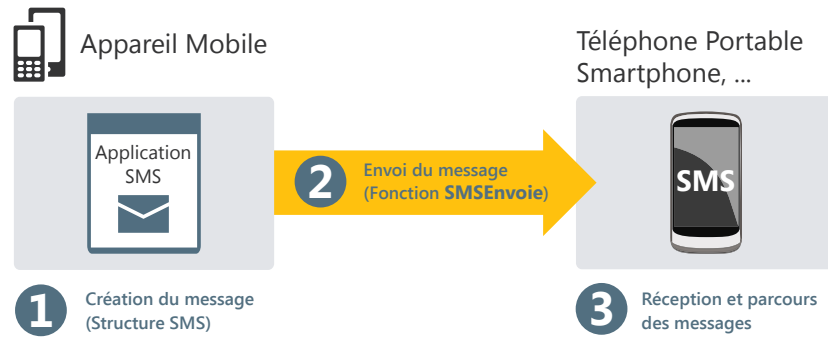 Appareil Mobile
Téléphone Portable
Smartphone, ...
Application
SMS
2
Envoi du message
(Fonction SMSEnvoie)
SMS
1
Création du message
(Structure SMS)
3
Réception et parcours
des messages